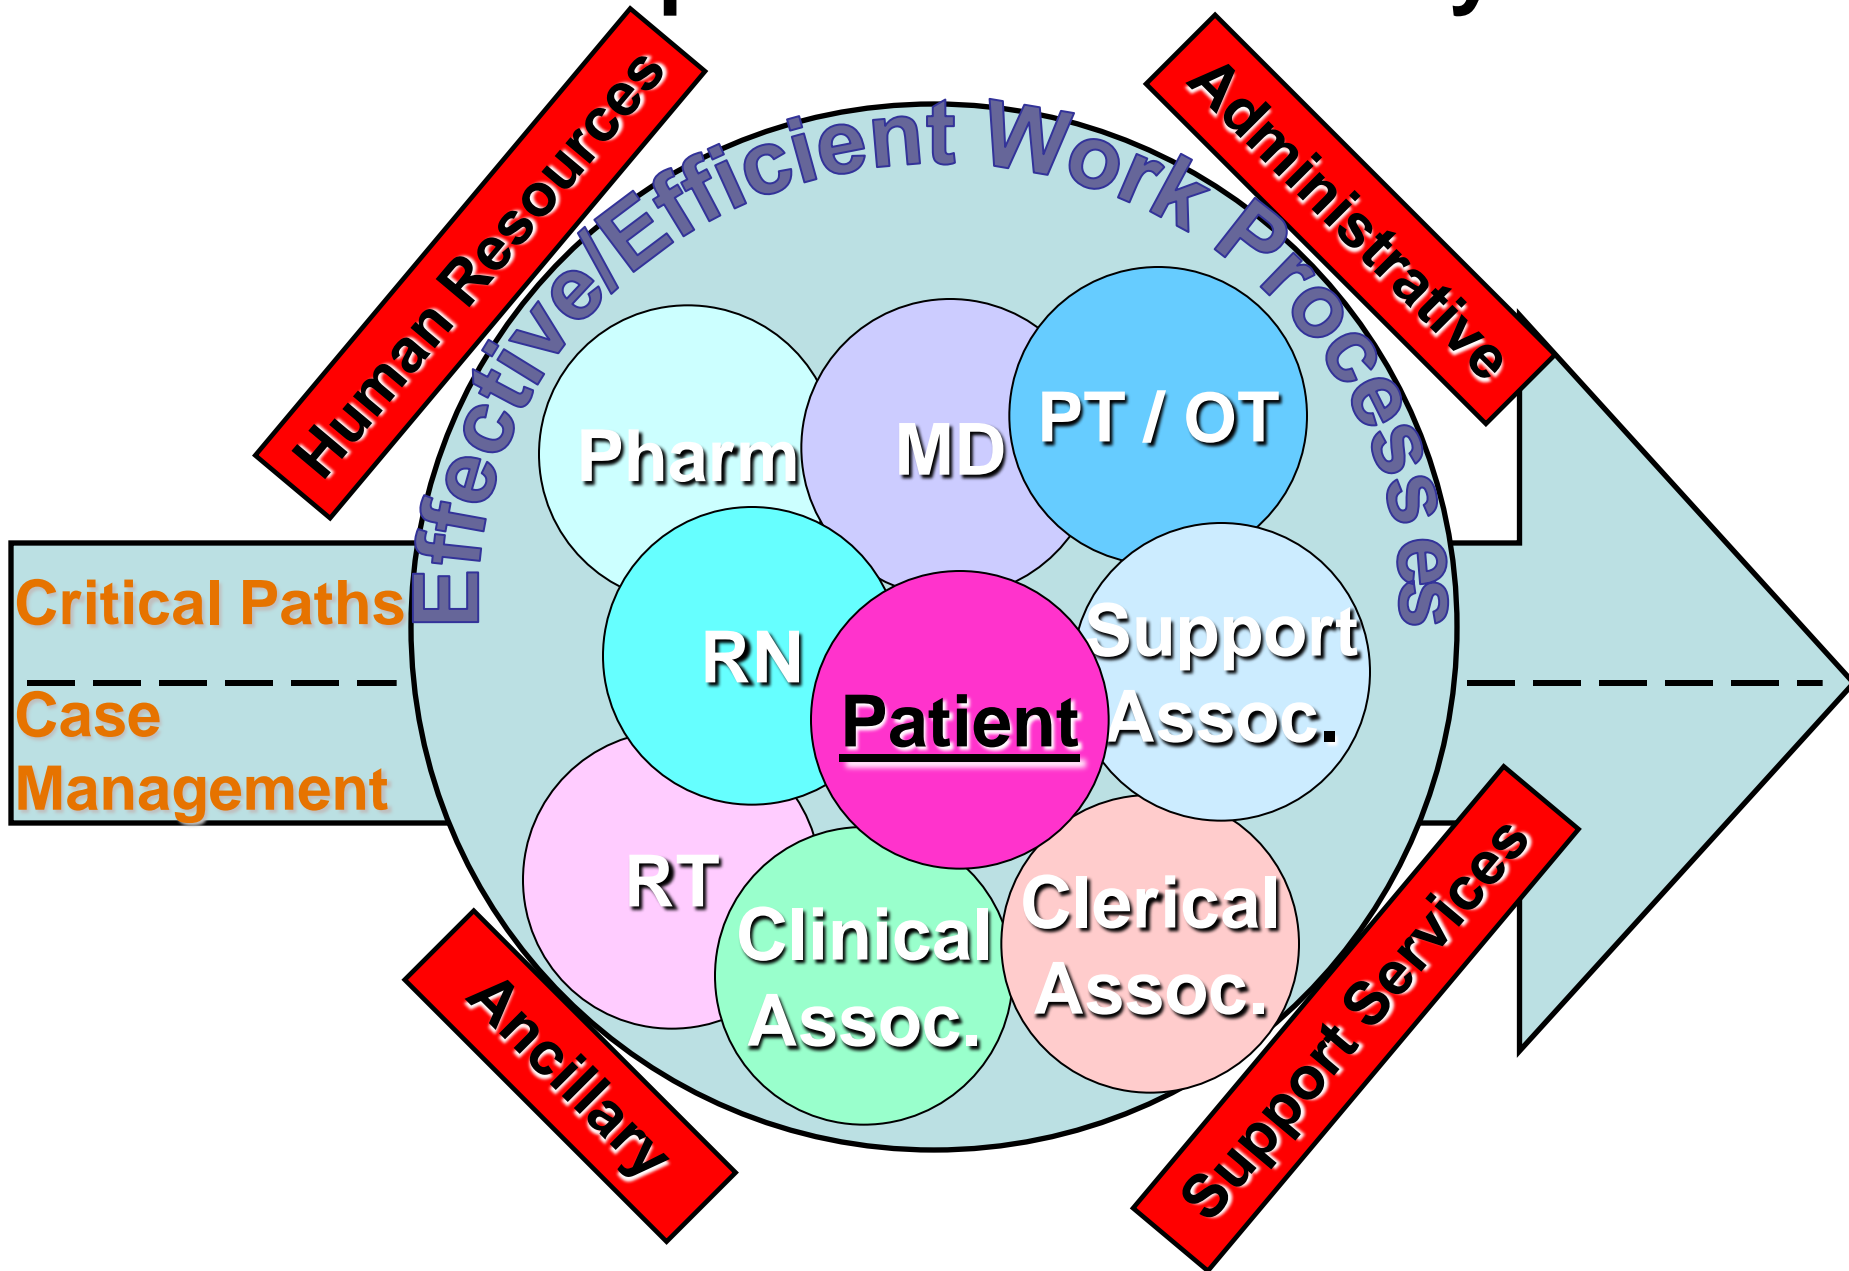 Human Resources
Administrative
Effective/Efficient Work Processes
Pharm
MD
PT / OT
Critical Paths
RN
Support
Assoc.
Patient
Case
Management
RT
Clinical
Assoc.
Clerical
Assoc.
Ancillary
Support Services